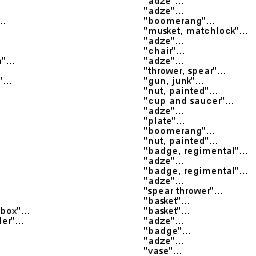 "adze"...
"adze"...
... "boomerang"...
"musket, matchlock"...
"adze"...
"chair"...
"... "adze"...
"thrower, spear"...
"... "gun, junk"...
"nut, painted"...
"cup and saucer"...
"adze"...
"plate"...
"boomerang"...
"nut, painted"...
"badge, regimental"...
"adze"...
"badge, regimental"...
"adze"...
"spear thrower"...
"basket"...
box"... "basket"...
ler"... "adze"...
"badge"...
"adze"...
"vase"...